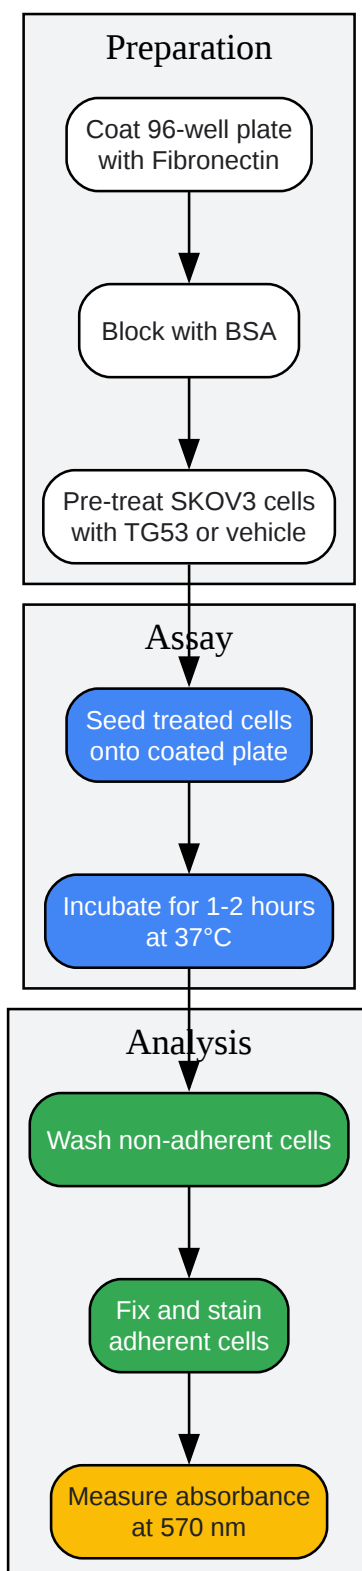 Preparation
Coat 96-well plate
with Fibronectin
Block with BSA
Pre-treat SKOV3 cells
with TG53 or vehicle
Assay
Seed treated cells
onto coated plate
Incubate for 1-2 hours
at 37°C
Analysis
Wash non-adherent cells
Fix and stain
adherent cells
Measure absorbance
at 570 nm